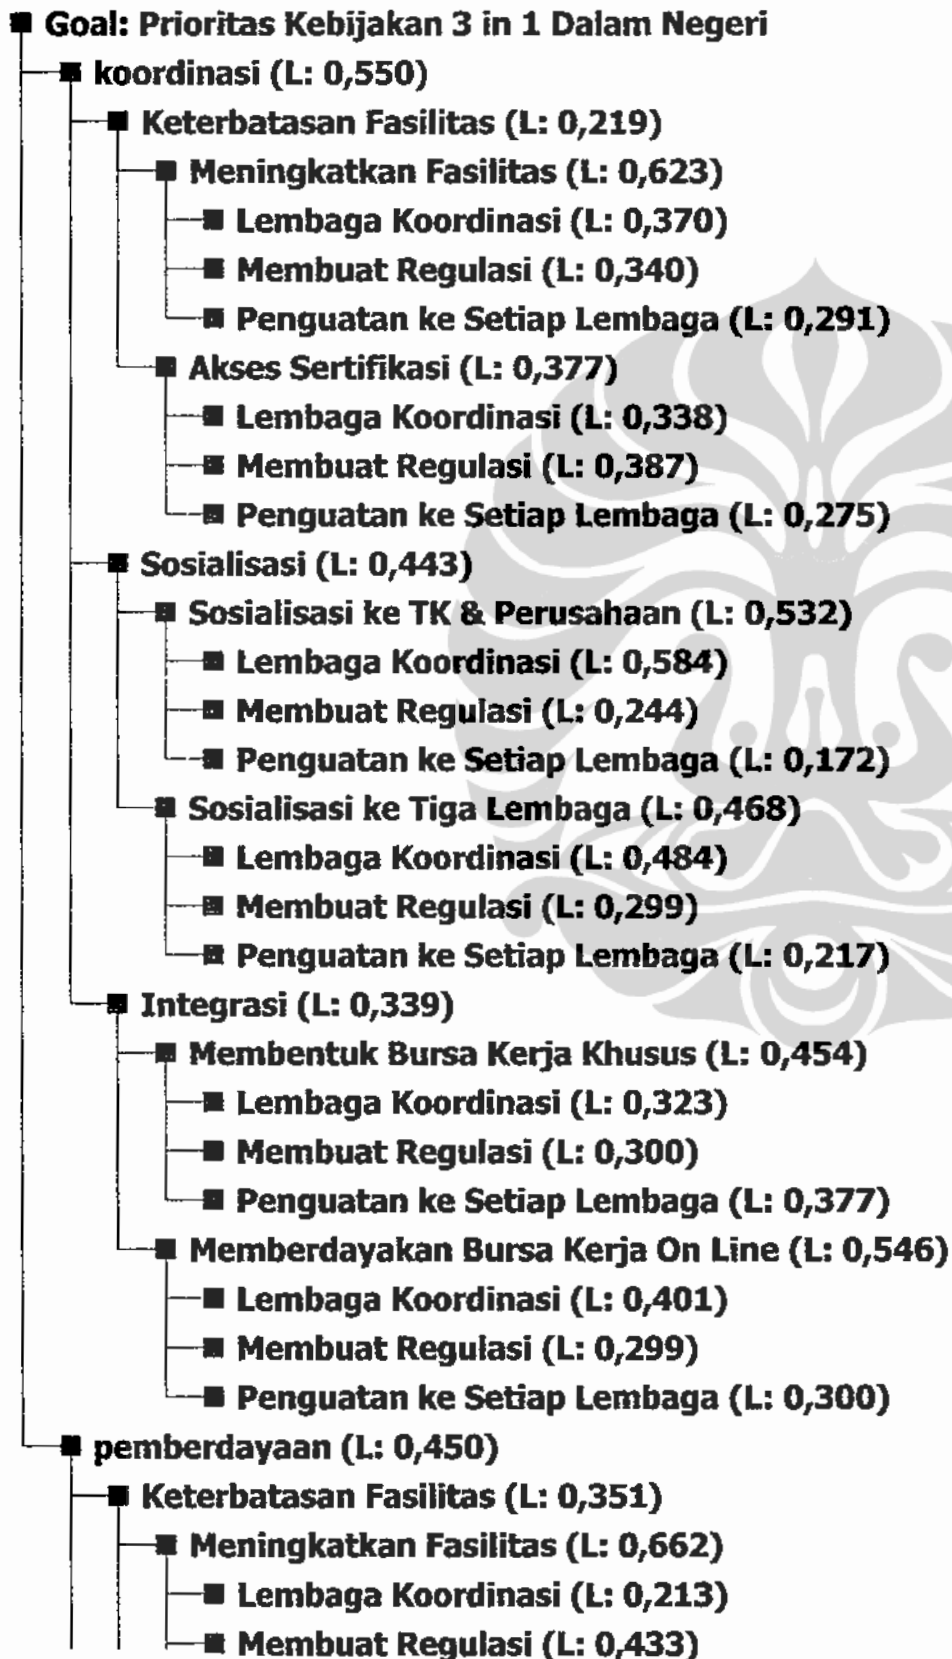 Goal: Prioritas Kebijakan 3 in 1 Dalam Negeri
koordinasi (L: 0,550)
Keterbatasan Fasilitas (L: 0,219)
Meningkatkan Fasilitas (L: 0,623)
Lembaga Koordinasi (L: 0,370)
Membuat Regulasi (L: 0,340)
Penguatan ke Setiap Lembaga (L: 0,291)
Akses Sertifikasi (L: 0,377)
Lembaga Koordinasi (L: 0,338)
Membuat Regulasi (L: 0,387)
Penguatan ke Setiap Lembaga (L: 0,275)
Sosialisasi (L: 0,443)
Sosialisasi ke TK & Perusahaan (L: 0,532)
Lembaga Koordinasi (L: 0,584)
Membuat Regulasi (L: 0,244)
Penguatan ke Setiap Lembaga (L: 0,172)
Sosialisasi ke Tiga Lembaga (L: 0,468)
Lembaga Koordinasi (L: 0,484)
Membuat Regulasi (L: 0,299)
Penguatan ke Setiap Lembaga (L: 0,217)
Integrasi (L: 0,339)
Membentuk Bursa Kerja Khusus (L: 0,454)
Lembaga Koordinasi (L: 0,323)
Membuat Regulasi (L: 0,300)
Penguatan ke Setiap Lembaga (L: 0,377)
Memberdayakan Bursa Kerja On Line (L: 0,546)
Lembaga Koordinasi (L: 0,401)
Membuat Regulasi (L: 0,299)
Penguatan ke Setiap Lembaga (L: 0,300)
pemberdayaan (L: 0,450)
Keterbatasan Fasilitas (L: 0,351)
Meningkatkan Fasilitas (L: 0,662)
Lembaga Koordinasi (L: 0,213)
Membuat Regulasi (L: 0,433)